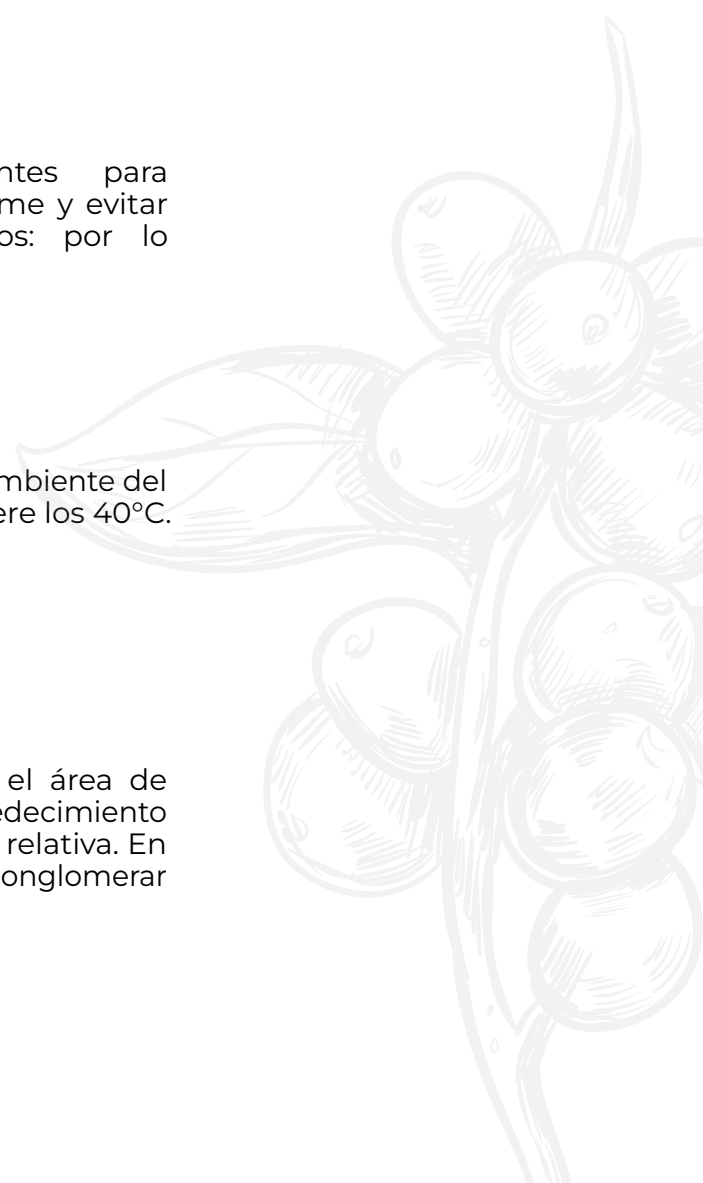 ntes para
me y evitar
os: por lo
mbiente del
ere los 40°C.
el área de
edecimiento
relativa. En
onglomerar